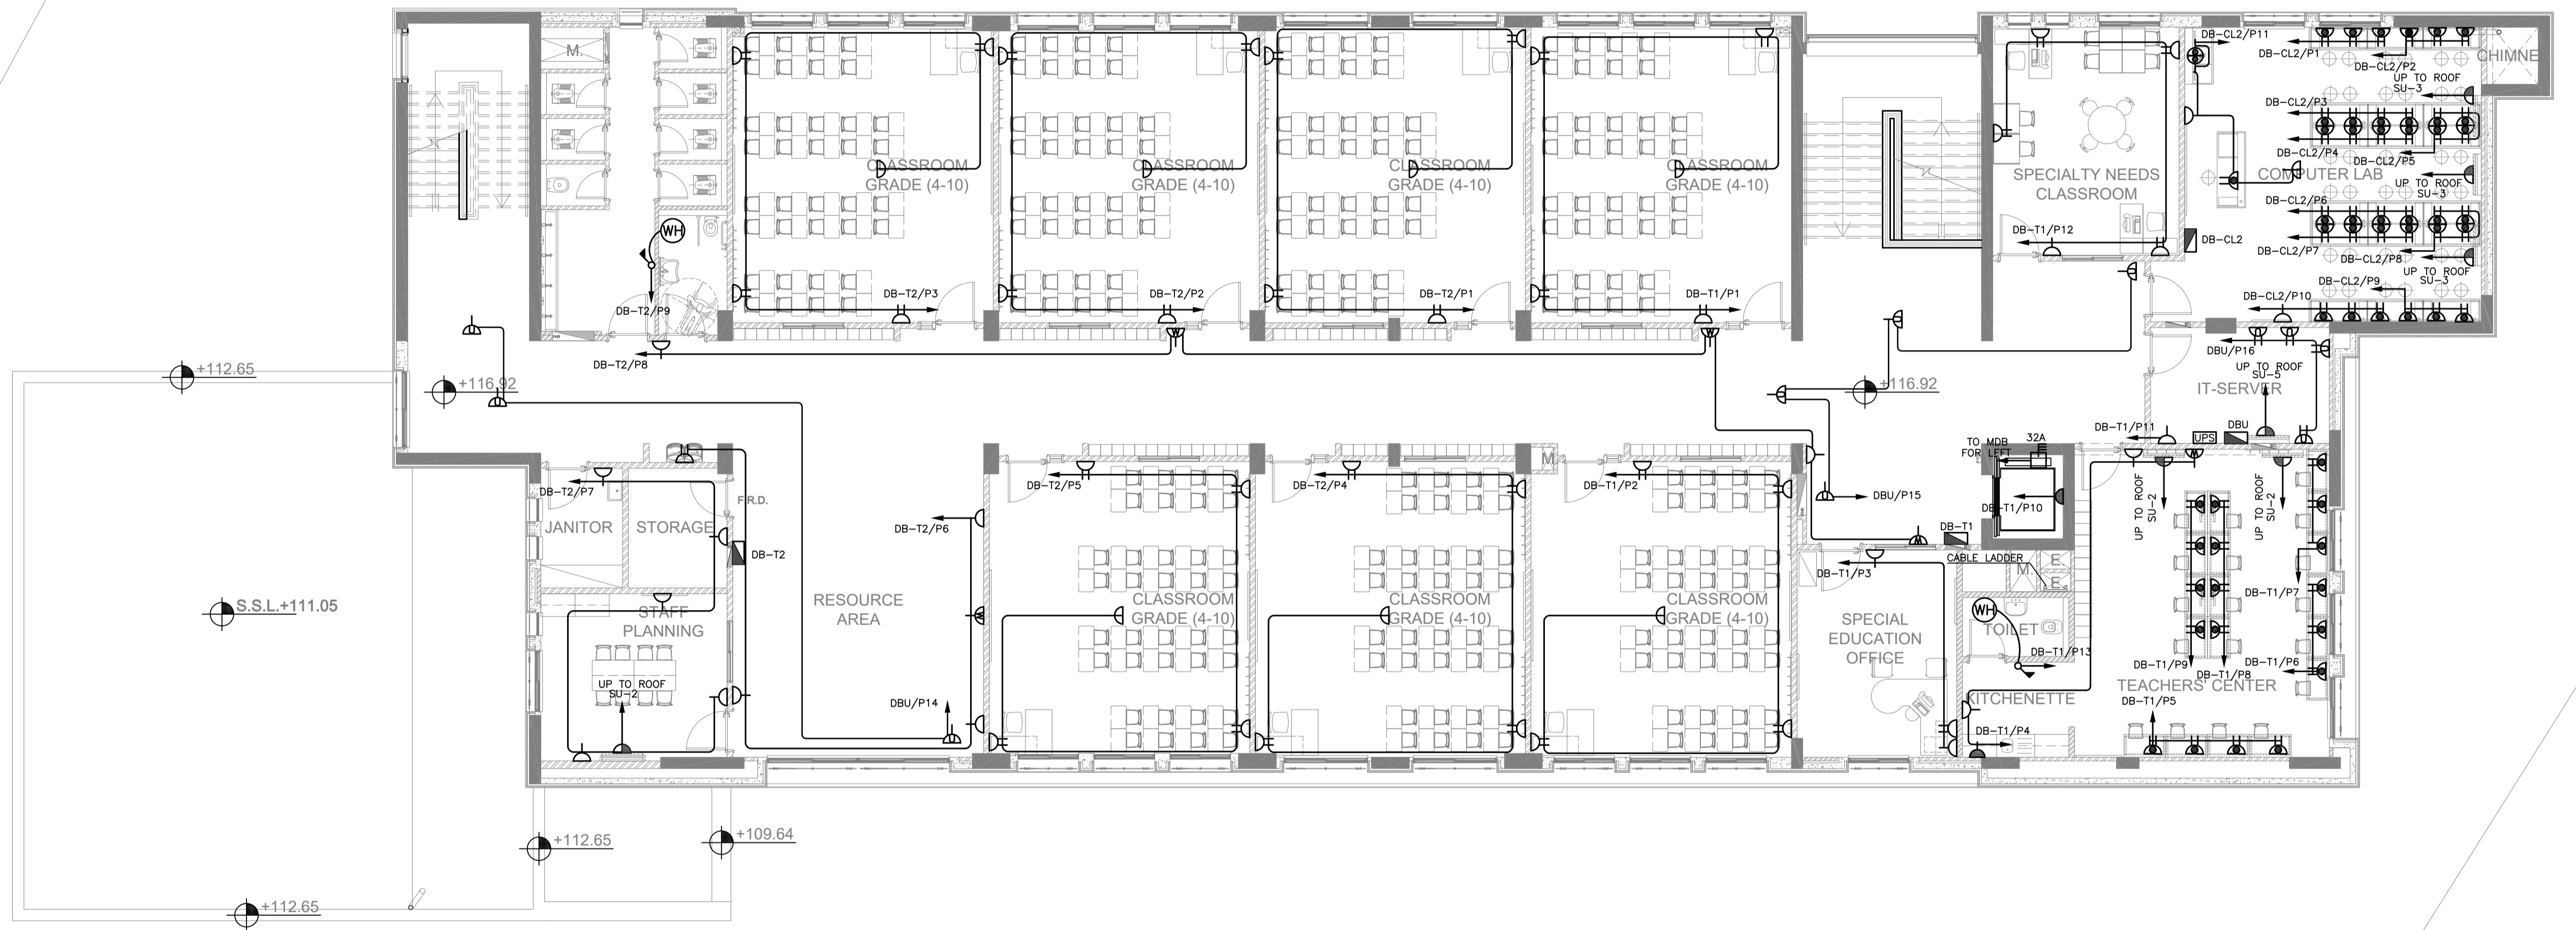 M.
DB-CL2/P11
DB-CL2/P1
DB-CL2/P2
CHIMNE
UP TO ROOF
SU-3
DB-CL2/P3
DB-CL2/P4
DB-CL2/P5
CLASSROOM
GRADE (4-10)
CLASSROOM
GRADE (4-10)
CLASSROOM
GRADE (4-10)
CLASSROOM
GRADE (4-10)
SPECIALTY NEEDS
CLASSROOM
COMPUTER LAB
UP TO ROOF
SU-3
DB-CL2/P6
WH
DB-T1/P12
DB-CL2
DB-CL2/P7
DB-CL2/P8
UP TO ROOF
SU-3
DB-CL2/P9
DB-T2/P9
DB-T2/P3
DB-T2/P2
DB-T2/P1
DB-T1/P1
DB-CL2/P10
DB-T2/P8
DBU/P16
UP TO ROOF
SU-5
IT-SERVER
+112.65
+116.92
+116.92
DB-T1/P11
UPS
DBU
TO MDB
FOR LEFT
32A
M
DB-T2/P7
F.R.D.
DB-T2/P5
DB-T2/P4
DB-T1/P2
DBU/P15
DB-T1/P10
UP TO ROOF
SU-2
UP TO ROOF
SU-2
JANITOR
STORAGE
DB-T2/P6
DB-T2
DB-T1
CABLE LADDER
M.
E
E
DB-T1/P3
DB-T1/P7
S.S.L.+111.05
RESOURCE
AREA
STAFF
PLANNING
CLASSROOM
GRADE (4-10)
CLASSROOM
GRADE (4-10)
CLASSROOM
GRADE (4-10)
SPECIAL
EDUCATION
OFFICE
WH
TOILET
DB-T1/P13
DB-T1/P9
DB-T1/P8
DB-T1/P6
UP TO ROOF
SU-2
TEACHERS' CENTER
KITCHENETTE
DBU/P14
DB-T1/P5
DB-T1/P4
+112.65
+109.64
+112.65